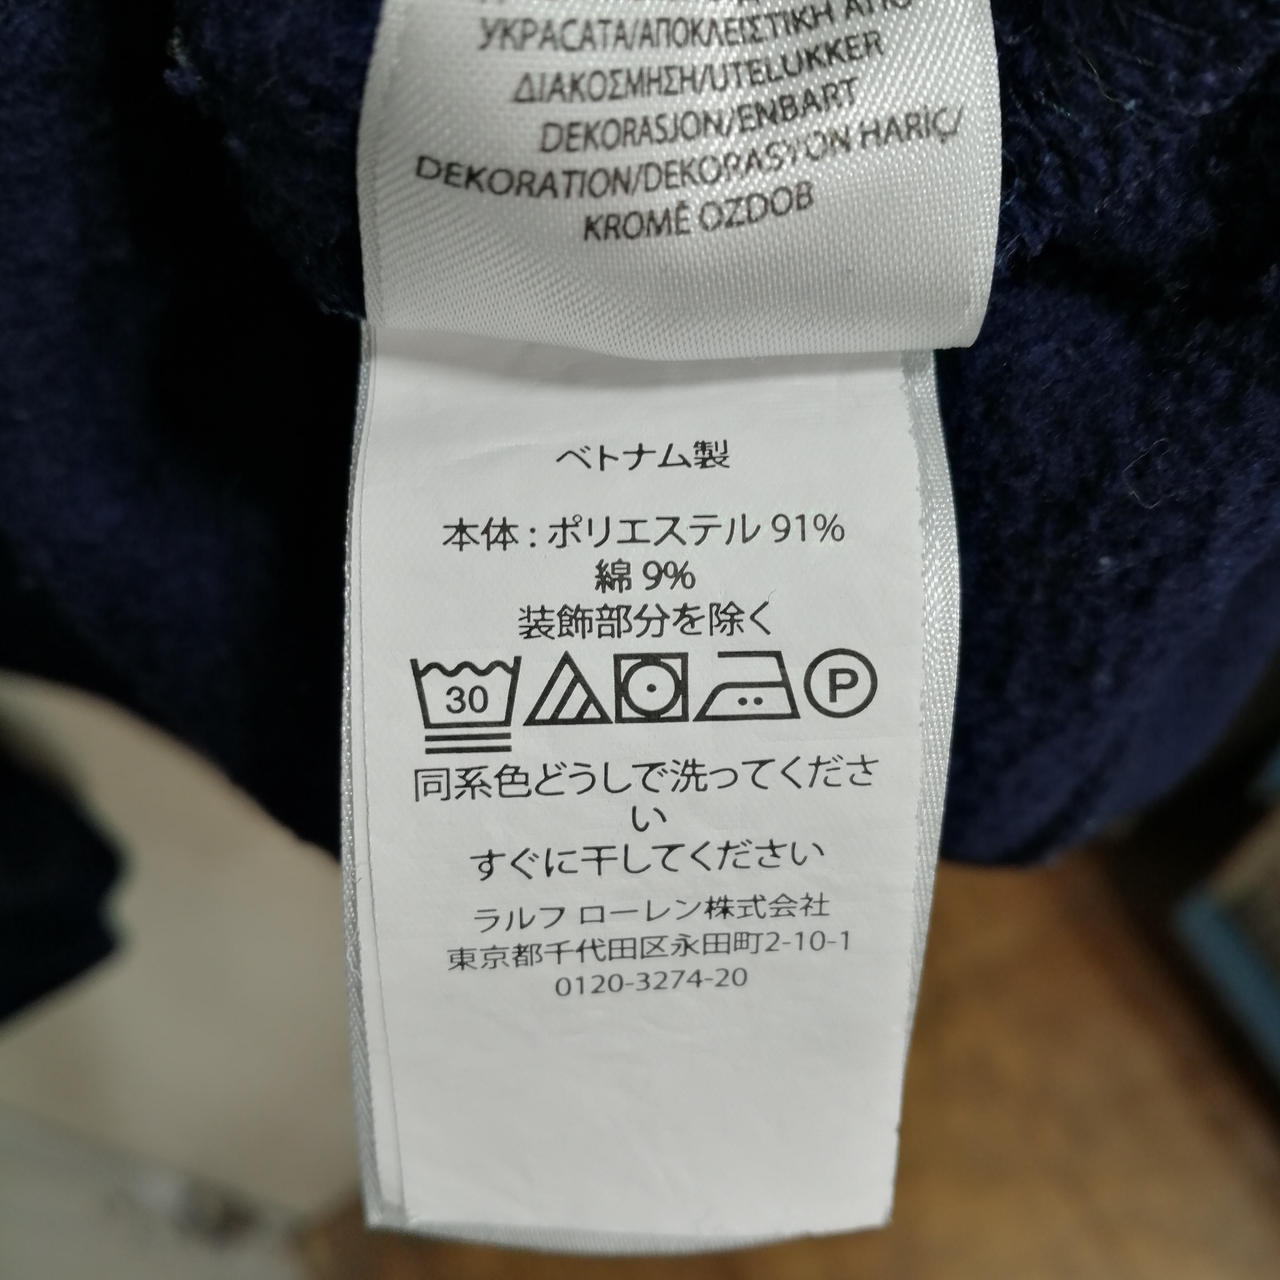 УКРАСАТА/ΑΠΟΚΛΕΙΣΤΙΚΗ ΑΠΟ
ΔΙΑΚΟΣΜΗΣΗ/UTELUKKER
DEKORASJON/ENBART
DEKORATION/DEKORASYON HARİÇ/
KROMĚ OZDOB
ベトナム製
本体 : ポリエステル 91%
綿 9%
装飾部分を除く
30 P
同系色どうしで洗ってくださ
い
すぐに干してください
ラルフ ローレン株式会社
東京都千代田区永田町2-10-1
0120-3274-20